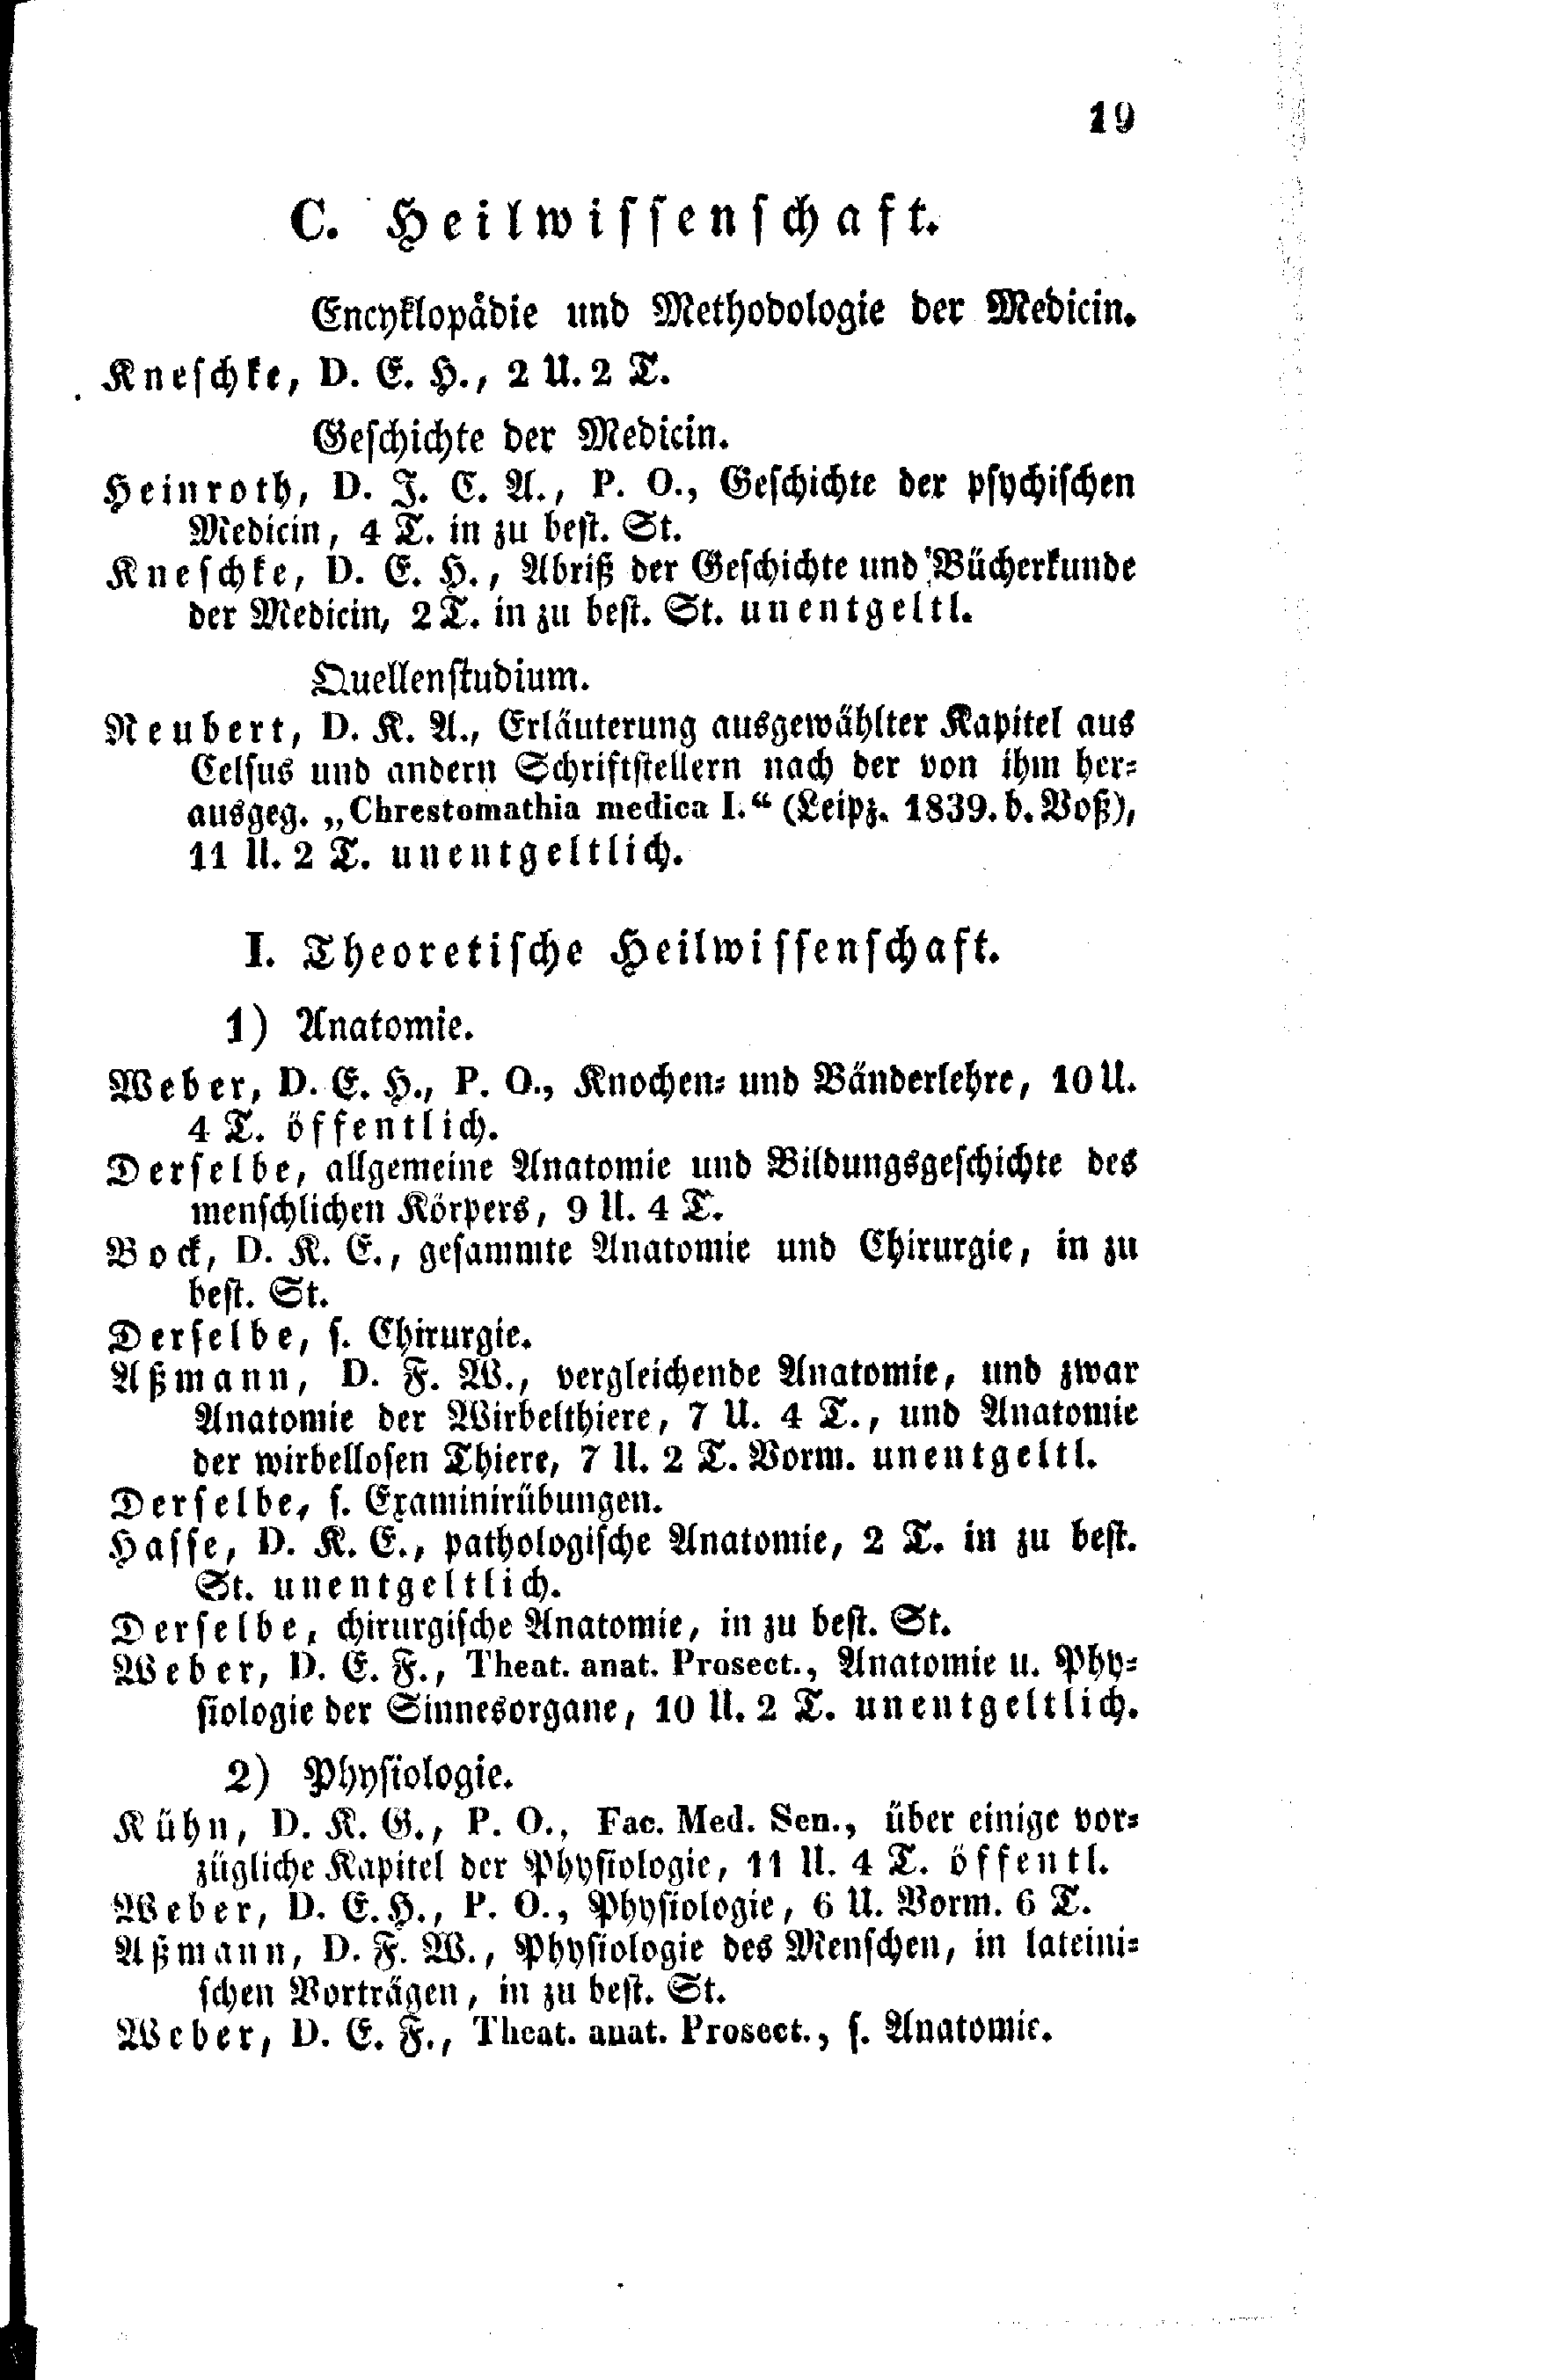 19
C. Heilwissenschaft.
Encyklopädie und Methodologie der Medicin.
Kneschke, D. E. H., 2 U. 2 T.
Geschichte der Medicin.
Heinroth, D. J. C. A., P. O., Geschichte der psychischen
Medicin, 4 T. in zu best. St.
Kneschke, D. E. H., Abriß der Geschichte und Bücherkunde
der Medicin, 2 T. in zu best. St. unentgeltl.
Quellenstudium.
Neubert, D. K. A., Erläuterung ausgewählter Kapitel aus
Celsus und andern Schriftstellern nach der von ihm her-
ausgeg. „Chrestomathia medica I.“ (Leipz. 1839. b. Voß),
11 U. 2 T. unentgeltlich.
I. Theoretische Heilwissenschaft.
1) Anatomie.
Weber, D. E. H., P. O., Knochen- und Bänderlehre, 10 U.
4 T. öffentlich.
Derselbe, allgemeine Anatomie und Bildungsgeschichte des
menschlichen Körpers, 9 U. 4 T.
Bock, D. K. E., gesammte Anatomie und Chirurgie, in zu
best. St.
Derselbe, s. Chirurgie.
Aßmann, D. F. W., vergleichende Anatomie, und zwar
Anatomie der Wirbelthiere, 7 U. 4 T., und Anatomie
der wirbellosen Thiere, 7 U. 2 T. Vorm. unentgeltl.
Derselbe, s. Examinirübungen.
Hasse, D. K. E., pathologische Anatomie, 2 T. in zu best.
St. unentgeltlich.
Derselbe, chirurgische Anatomie, in zu best. St.
Weber, D. E. F., Theat. anat. Prosect., Anatomie u. Phy-
siologie der Sinnesorgane, 10 U. 2 T. unentgeltlich.
2) Physiologie.
Kühn, D. K. G., P. O., Fac. Med. Sen., über einige vor-
zügliche Kapitel der Physiologie, 11 U. 4 T. öffentl.
Weber, D. E. H., P. O., Physiologie, 6 U. Vorm. 6 T.
Aßmann, D. F. W., Physiologie des Menschen, in lateini-
schen Vorträgen, in zu best. St.
Weber, D. E. F., Theat. anat. Prosect., s. Anatomie.